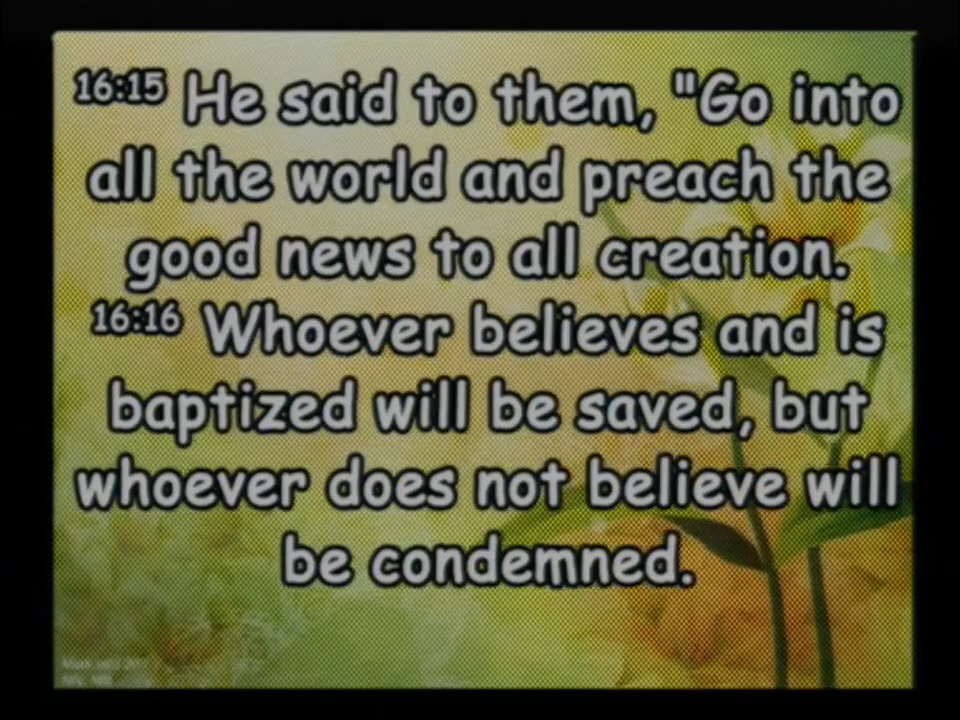 16:15 He said to them, "Go into
all the world and preach the
good news to all creation.
16:16 Whoever believes and is
baptized will be saved, but
whoever does not believe will
be condemned.
Mark